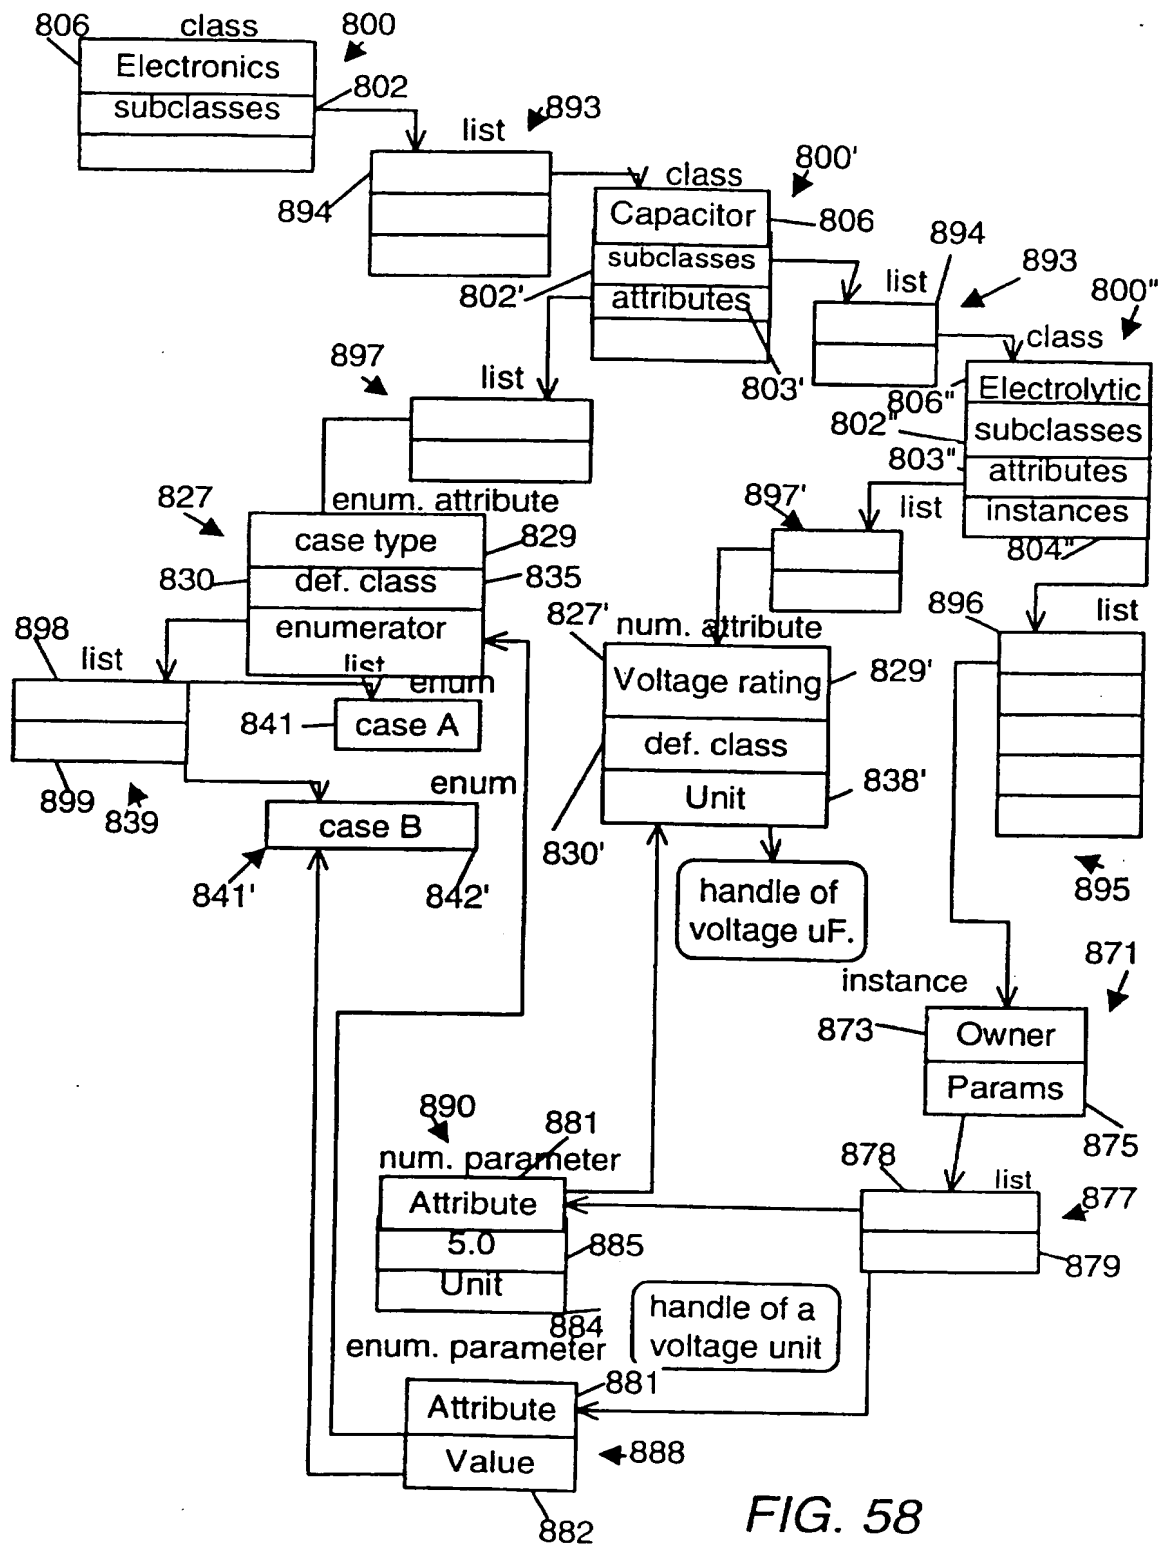 806
class
800
Electronics
subclasses
802
list
893
894
class
800'
Capacitor
806
subclasses
802'
attributes
803'
894
list
893
800"
class
Electrolytic
806"
802"
subclasses
803"
attributes
instances
804"
897
list
enum. attribute
827
case type
829
830
def. class
835
enumerator
897'
list
896
list
827'
num. attribute
Voltage rating
829'
def. class
830'
Unit
838'
898
list
list
enum
841
case A
899
839
enum
case B
841'
842'
handle of
voltage uF.
895
871
instance
873
Owner
Params
875
890
881
num. parameter
Attribute
5.0
885
Unit
884
878
list
877
879
handle of a
voltage unit
enum. parameter
881
Attribute
Value
888
882
FIG. 58